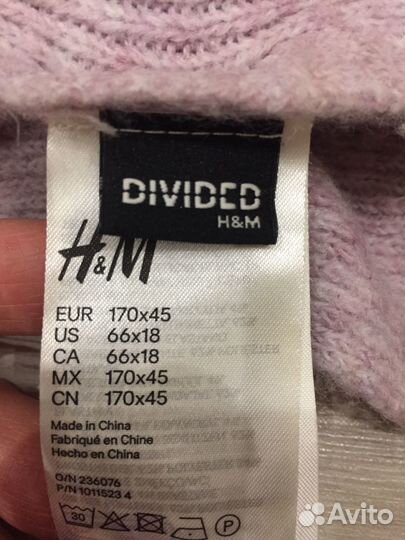 DIVIDED
H&M
H&M
EUR 170x45
US 66x18
CA 66x18
MX 170x45
CN 170x45
Made in China
Fabriqué en Chine
Hecho en China
O/N 236076
P/N 1011523 4
30
P
Avito